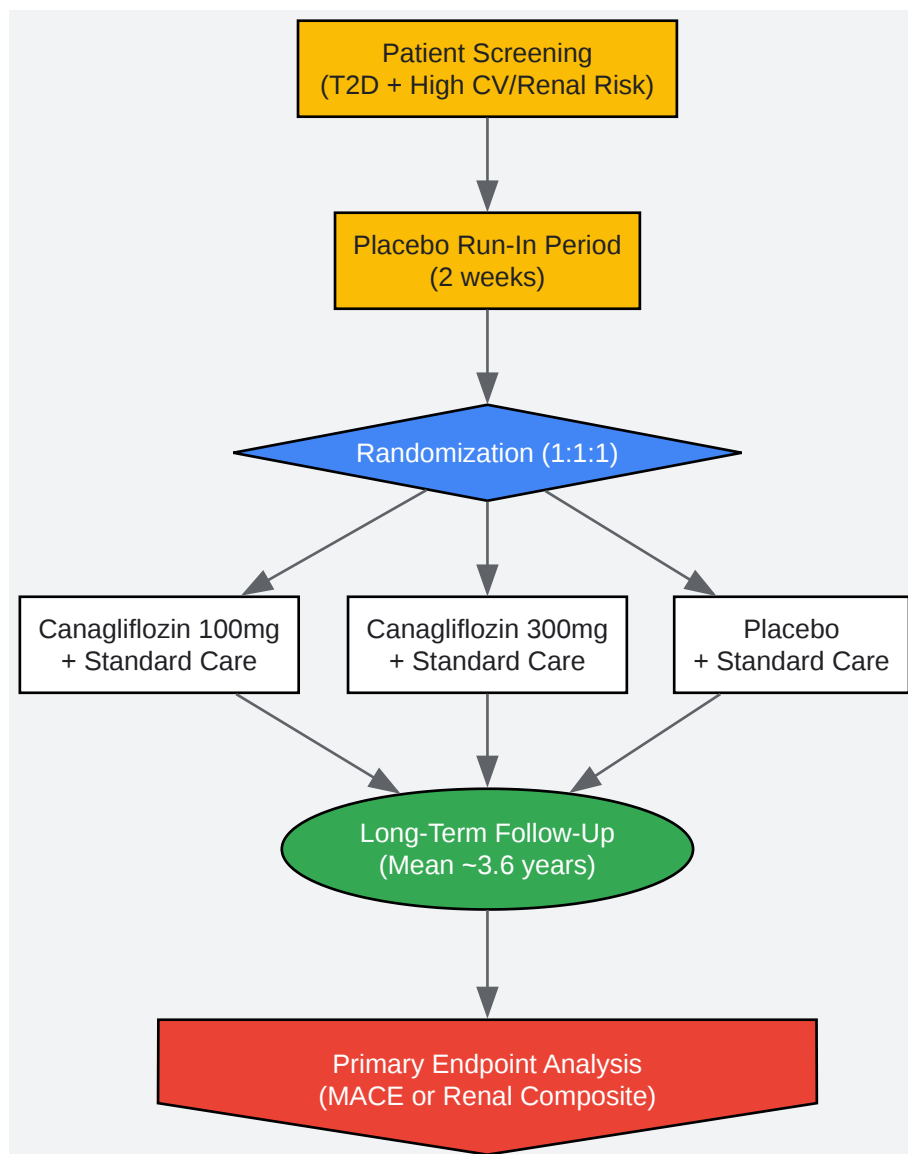 Patient Screening
(T2D + High CV/Renal Risk)
Placebo Run-In Period
(2 weeks)
Randomization (1:1:1)
Canagliflozin 100mg
+ Standard Care
Canagliflozin 300mg
+ Standard Care
Placebo
+ Standard Care
Long-Term Follow-Up
(Mean ~3.6 years)
Primary Endpoint Analysis
(MACE or Renal Composite)